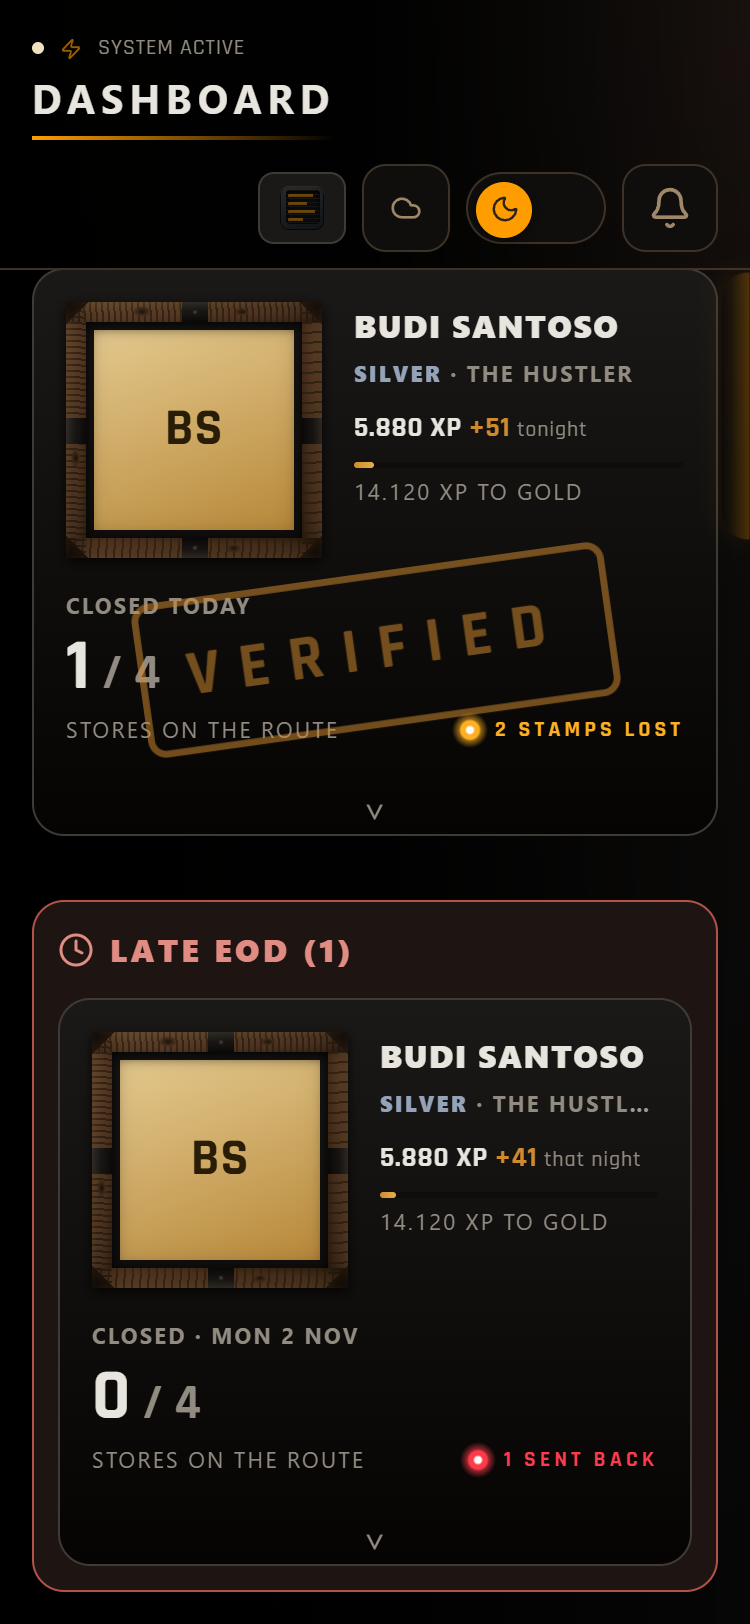 SYSTEM ACTIVE
DASHBOARD
BS
BUDI SANTOSO
SILVER · THE HUSTLER
5.880 XP +51 tonight
14.120 XP TO GOLD
CLOSED TODAY
1 / 4
VERIFIED
STORES ON THE ROUTE
2 STAMPS LOST
LATE EOD (1)
BS
BUDI SANTOSO
SILVER · THE HUSTL...
5.880 XP +41 that night
14.120 XP TO GOLD
CLOSED · MON 2 NOV
0 / 4
STORES ON THE ROUTE
1 SENT BACK